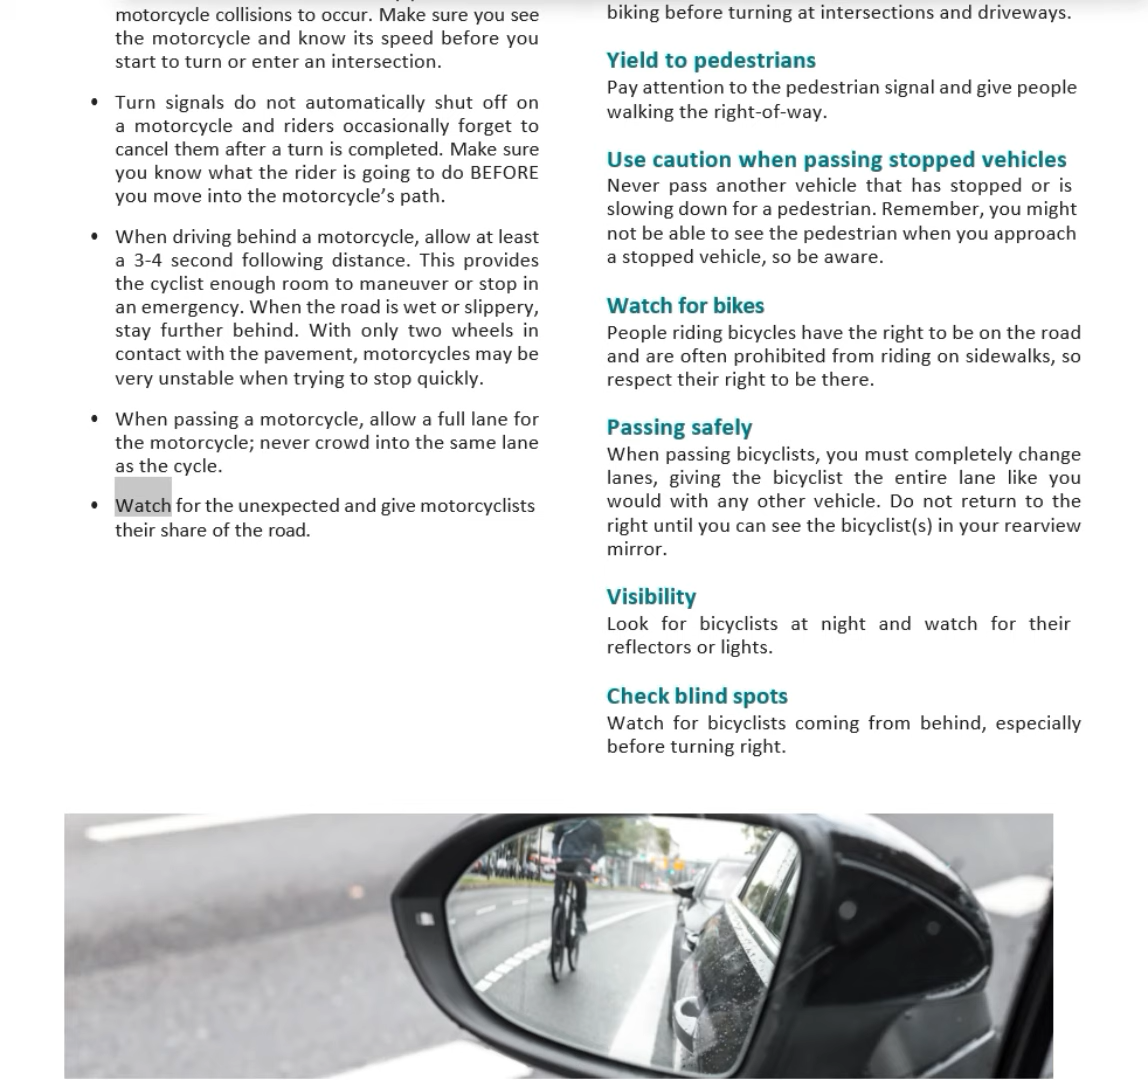 motorcycle collisions to occur. Make sure you see
the motorcycle and know its speed before you
start to turn or enter an intersection.
• Turn signals do not automatically shut off on
a motorcycle and riders occasionally forget to
cancel them after a turn is completed. Make sure
you know what the rider is going to do BEFORE
you move into the motorcycle's path.
• When driving behind a motorcycle, allow at least
a 3-4 second following distance. This provides
the cyclist enough room to maneuver or stop in
an emergency. When the road is wet or slippery,
stay further behind. With only two wheels in
contact with the pavement, motorcycles may be
very unstable when trying to stop quickly.
• When passing a motorcycle, allow a full lane for
the motorcycle; never crowd into the same lane
as the cycle.
• Watch for the unexpected and give motorcyclists
their share of the road.
biking before turning at intersections and driveways.
Yield to pedestrians
Pay attention to the pedestrian signal and give people
walking the right-of-way.
Use caution when passing stopped vehicles
Never pass another vehicle that has stopped or is
slowing down for a pedestrian. Remember, you might
not be able to see the pedestrian when you approach
a stopped vehicle, so be aware.
Watch for bikes
People riding bicycles have the right to be on the road
and are often prohibited from riding on sidewalks, so
respect their right to be there.
Passing safely
When passing bicyclists, you must completely change
lanes, giving the bicyclist the entire lane like you
would with any other vehicle. Do not return to the
right until you can see the bicyclist(s) in your rearview
mirror.
Visibility
Look for bicyclists at night and watch for their
reflectors or lights.
Check blind spots
Watch for bicyclists coming from behind, especially
before turning right.